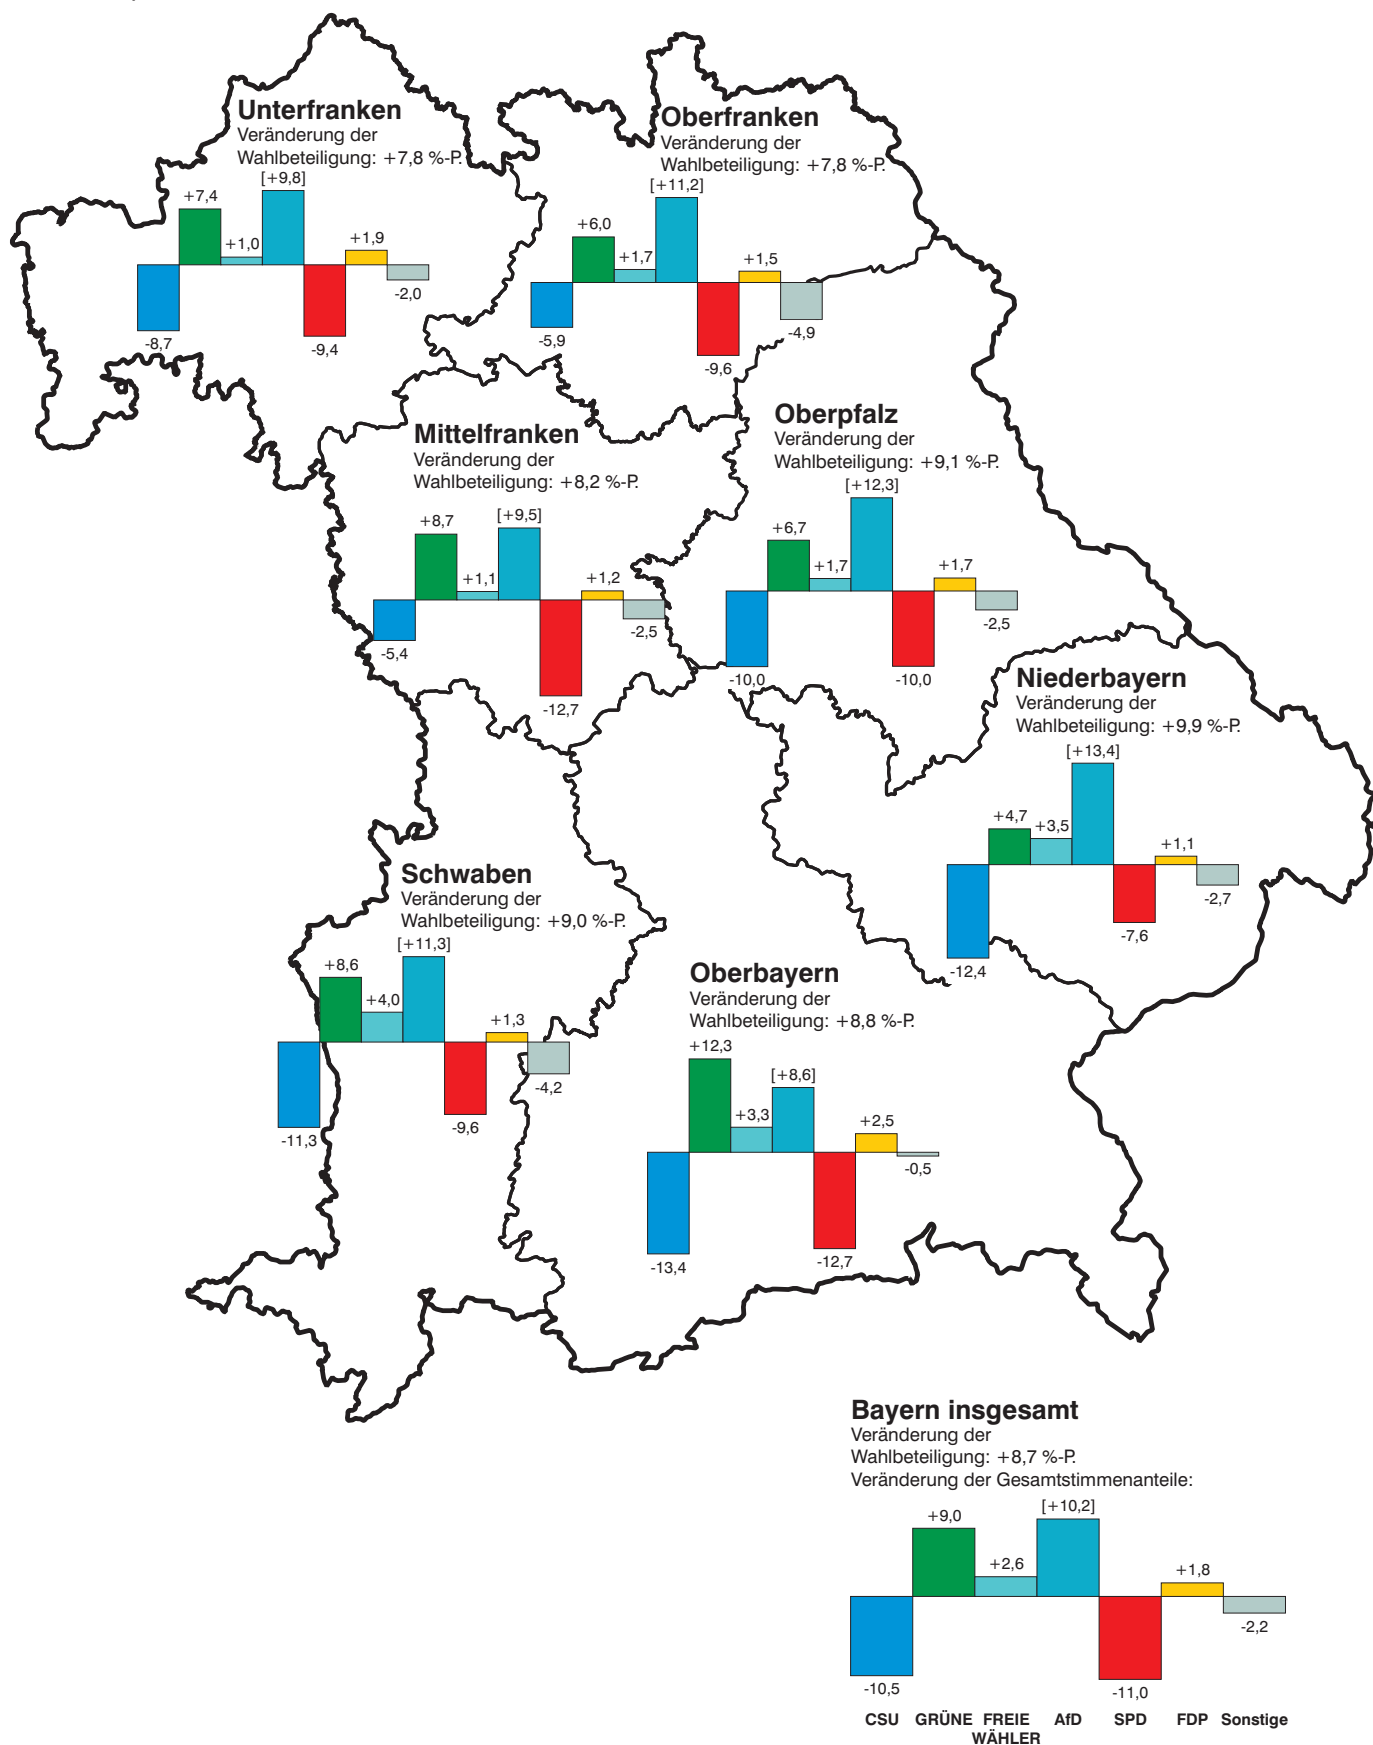 Unterfranken
Veränderung der
Wahlbeteiligung: +7,8 %-P.
[+9,8]
+7,4
+1,0
+1,9
-2,0
-8,7
-9,4
Oberfranken
Veränderung der
Wahlbeteiligung: +7,8 %-P.
[+11,2]
+6,0
+1,7
+1,5
-4,9
-5,9
-9,6
Mittelfranken
Veränderung der
Wahlbeteiligung: +8,2 %-P.
+8,7
[+9,5]
+1,1
+1,2
-2,5
-5,4
-12,7
Oberpfalz
Veränderung der
Wahlbeteiligung: +9,1 %-P.
[+12,3]
+6,7
+1,7
+1,7
-2,5
-10,0
-10,0
Niederbayern
Veränderung der
Wahlbeteiligung: +9,9 %-P.
[+13,4]
+4,7
+3,5
+1,1
-2,7
-7,6
-12,4
Schwaben
Veränderung der
Wahlbeteiligung: +9,0 %-P.
[+11,3]
+8,6
+4,0
+1,3
-4,2
-9,6
-11,3
Oberbayern
Veränderung der
Wahlbeteiligung: +8,8 %-P.
+12,3
[+8,6]
+3,3
+2,5
-0,5
-13,4
-12,7
Bayern insgesamt
Veränderung der
Wahlbeteiligung: +8,7 %-P.
Veränderung der Gesamtstimmenanteile:
+9,0
[+10,2]
+2,6
+1,8
-2,2
-10,5
-11,0
CSU GRÜNE FREIE AfD SPD FDP Sonstige
WÄHLER